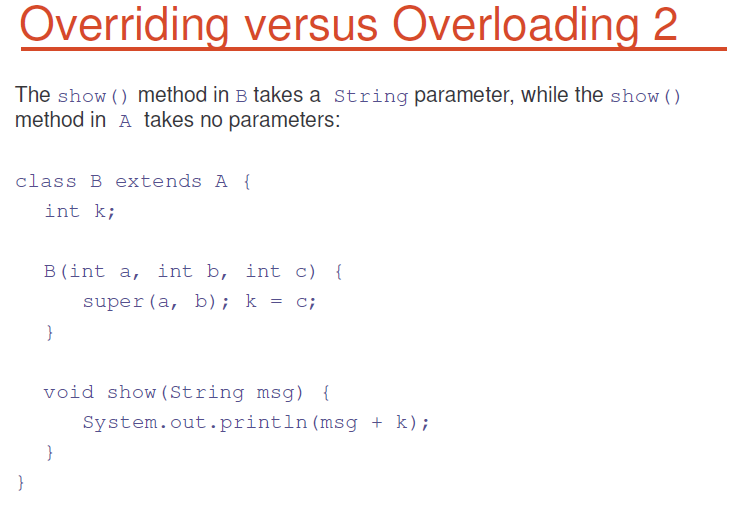 Overriding versus Overloading 2
The show() method in B takes a String parameter, while the show()
method in A takes no parameters:
class B extends A {
int k;
B(int a, int b, int c) {
super(a, b); k = c;
}
void show(String msg) {
System.out.println(msg + k);
}
}